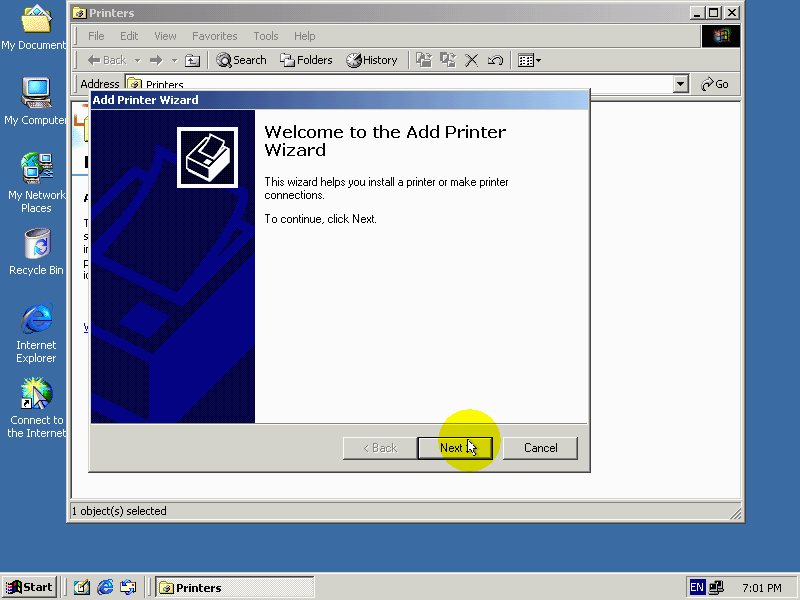 Printers
File Edit View Favorites Tools Help
Back Search Folders History
Address Printers Go
My Document
My Computer
My Network
Places
Recycle Bin
Internet
Explorer
Connect to
the Internet
Add Printer Wizard
Welcome to the Add Printer
Wizard
This wizard helps you install a printer or make printer
connections.
To continue, click Next.
< Back Next Cancel
1 object(s) selected
Start Printers EN 7:01 PM